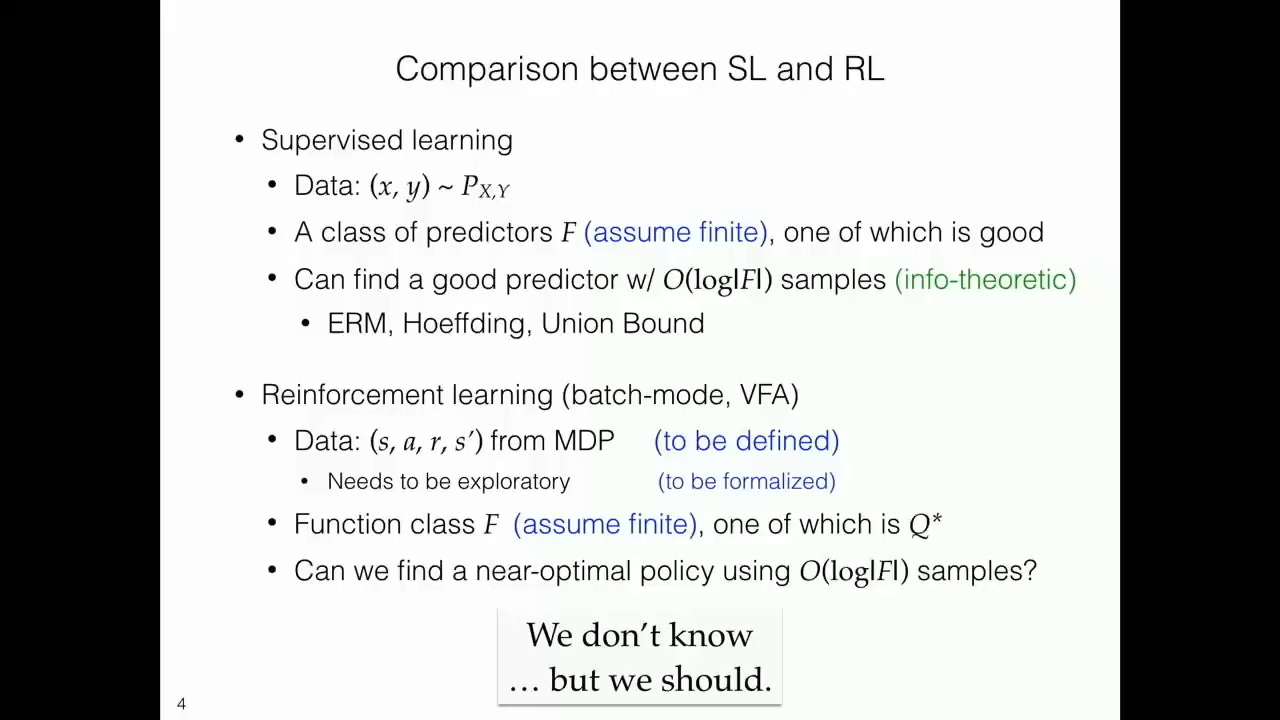 Comparison between SL and RL
• Supervised learning
• Data: (x, y) ~ P_{X,Y}
• A class of predictors F (assume finite), one of which is good
• Can find a good predictor w/ O(log|F|) samples (info-theoretic)
• ERM, Hoeffding, Union Bound
• Reinforcement learning (batch-mode, VFA)
• Data: (s, a, r, s′) from MDP (to be defined)
• Needs to be exploratory (to be formalized)
• Function class F (assume finite), one of which is Q*
• Can we find a near-optimal policy using O(log|F|) samples?
We don't know
… but we should.
4